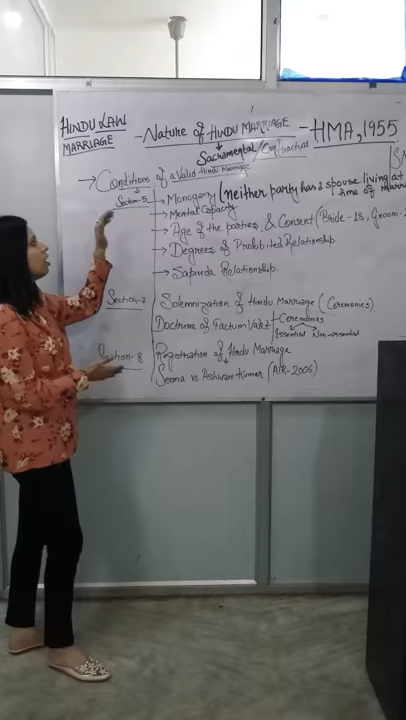 HINDU LAW
MARRIAGE
- Nature of HINDU MARRIAGE - HMA, 1955
Sacramental/Contractual
→ Conditions of a Valid Hindu Marriage
Section-5
→ Monogamy (neither party has a spouse living at
time of
→ Mental Capacity
→ Age of the parties & Consent (Bride-18, Groom-
→ Degrees of Prohibited Relationship
→ Sapinda Relationship
Section-7 Solemnization of Hindu Marriage (Ceremonies)
Doctrine of Factum Valet → Ceremonies
Essential Non-essential
Section-8 Registration of Hindu Marriage
Seema vs Ashwani Kumar (AIR-2006)